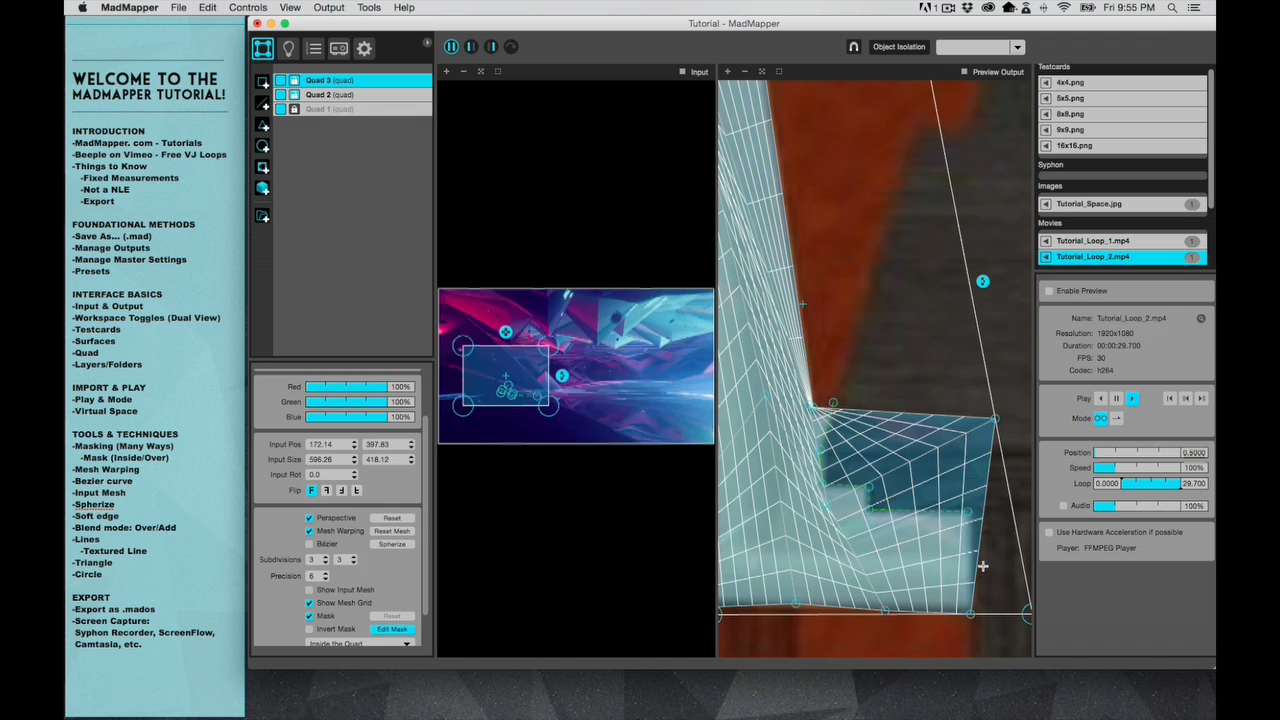 MadMapper File Edit Controls View Output Tools Help
1
Fri 9:55 PM
WELCOME TO THE
MADMAPPER TUTORIAL!
INTRODUCTION
-MadMapper. com - Tutorials
-Beeple on Vimeo - Free VJ Loops
-Things to Know
-Fixed Measurements
-Not a NLE
-Export
FOUNDATIONAL METHODS
-Save As... (.mad)
-Manage Outputs
-Manage Master Settings
-Presets
INTERFACE BASICS
-Input & Output
-Workspace Toggles (Dual View)
-Testcards
-Surfaces
-Quad
-Layers/Folders
IMPORT & PLAY
-Play & Mode
-Virtual Space
TOOLS & TECHNIQUES
-Masking (Many Ways)
-Mask (Inside/Over)
-Mesh Warping
-Bezier curve
-Input Mesh
-Spherize
-Soft edge
-Blend mode: Over/Add
-Lines
-Textured Line
-Triangle
-Circle
EXPORT
-Export as .mados
-Screen Capture:
Syphon Recorder, ScreenFlow,
Camtasia, etc.
Tutorial - MadMapper
Object Isolation
Quad 3 (quad)
Quad 2 (quad)
Quad 1 (quad)
Red 100%
Green 100%
Blue 100%
Input Pos 172.14 397.83
Input Size 596.26 418.12
Input Rot 0.0
Flip
Perspective Reset
Mesh Warping Reset Mesh
Bézier Spherize
Subdivisions 3 3
Precision 6
Show Input Mesh
Show Mesh Grid
Mask Reset
Invert Mask Edit Mask
Inside the Quad
Input
Preview Output
Testcards
4x4.png
5x5.png
8x8.png
9x9.png
16x16.png
Syphon
Images
Tutorial_Space.jpg 1
Movies
Tutorial_Loop_1.mp4 1
Tutorial_Loop_2.mp4 1
Enable Preview
Name: Tutorial_Loop_2.mp4
Resolution: 1920x1080
Duration: 00:00:29.700
FPS: 30
Codec: h264
Play
Mode
Position 0.5000
Speed 100%
Loop 0.0000 29.700
Audio 100%
Use Hardware Acceleration if possible
Player: FFMPEG Player